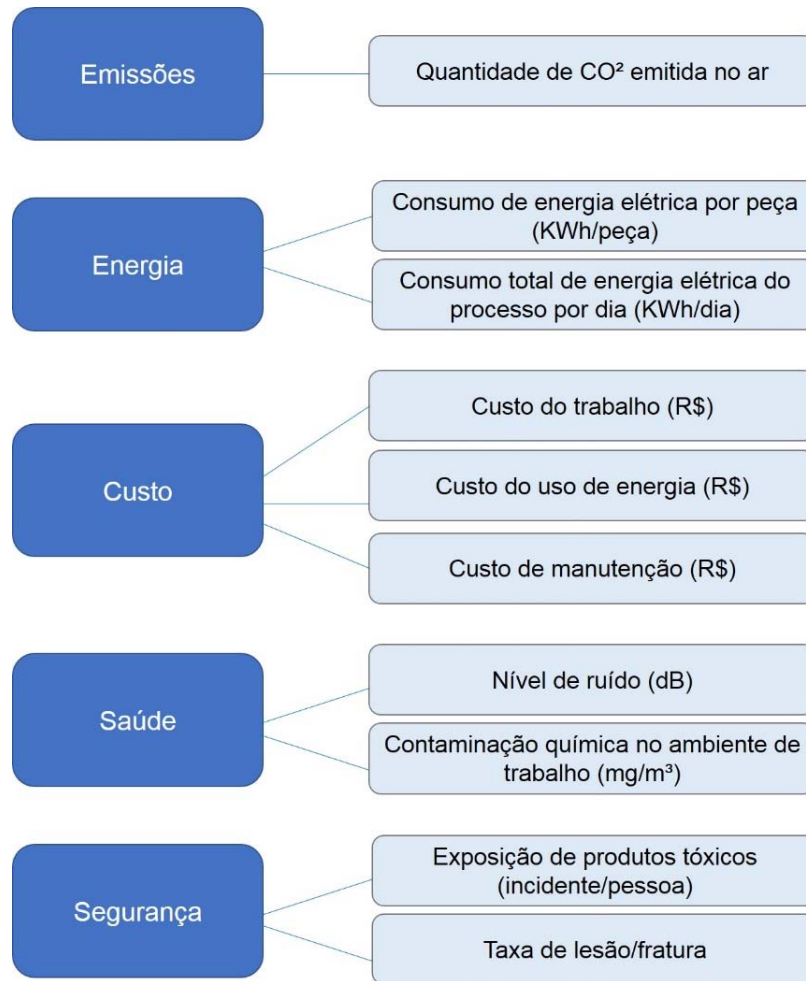 Emissões
Quantidade de CO² emitida no ar
Energia
Consumo de energia elétrica por peça
(KWh/peça)
Consumo total de energia elétrica do
processo por dia (KWh/dia)
Custo
Custo do trabalho (R$)
Custo do uso de energia (R$)
Custo de manutenção (R$)
Saúde
Nível de ruído (dB)
Contaminação química no ambiente de
trabalho (mg/m³)
Segurança
Exposição de produtos tóxicos
(incidente/pessoa)
Taxa de lesão/fratura